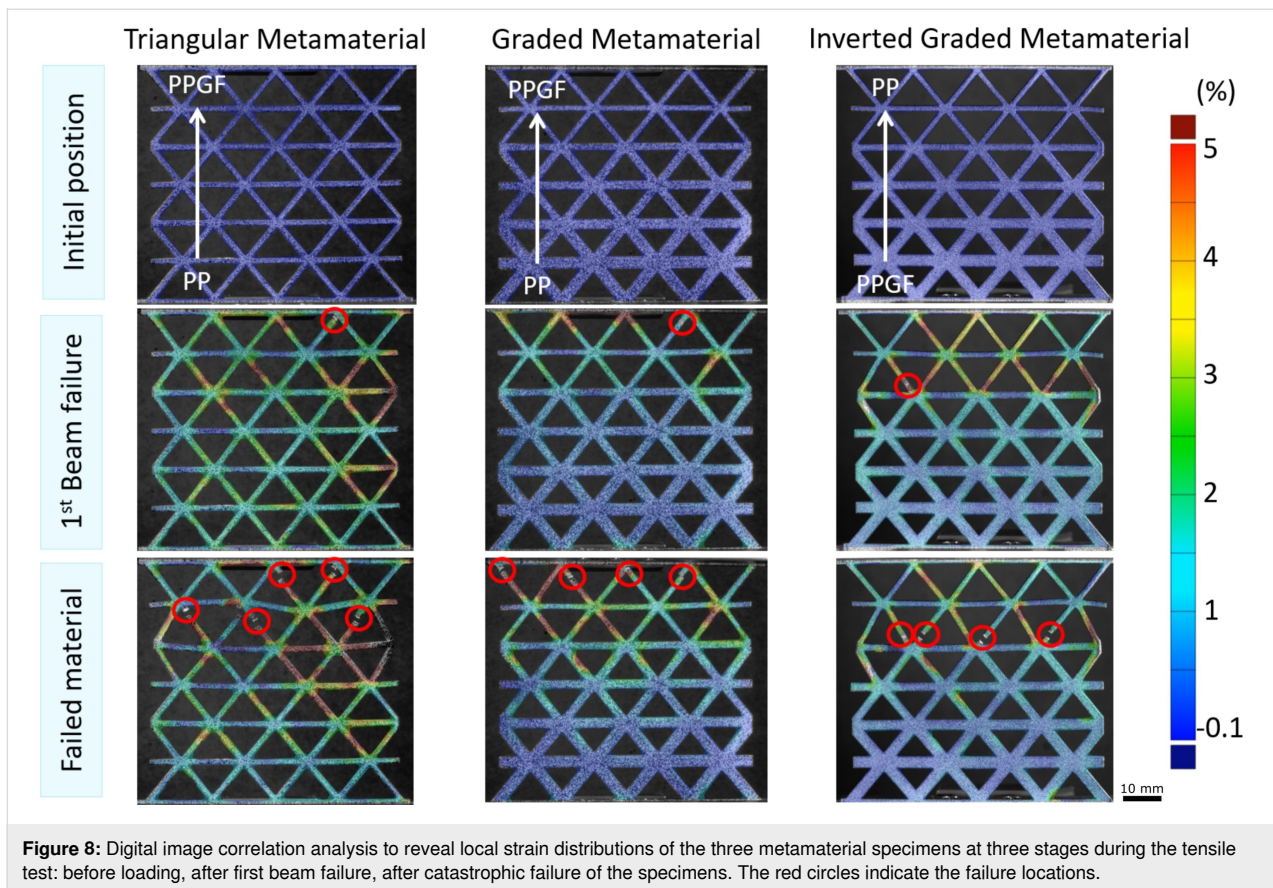 Triangular Metamaterial
Graded Metamaterial
Inverted Graded Metamaterial
Initial position
PPGF
PP
PPGF
PP
PP
PPGF
(%)
5
4
3
2
1
-0.1
1st Beam failure
Failed material
10 mm
Figure 8: Digital image correlation analysis to reveal local strain distributions of the three metamaterial specimens at three stages during the tensile
test: before loading, after first beam failure, after catastrophic failure of the specimens. The red circles indicate the failure locations.